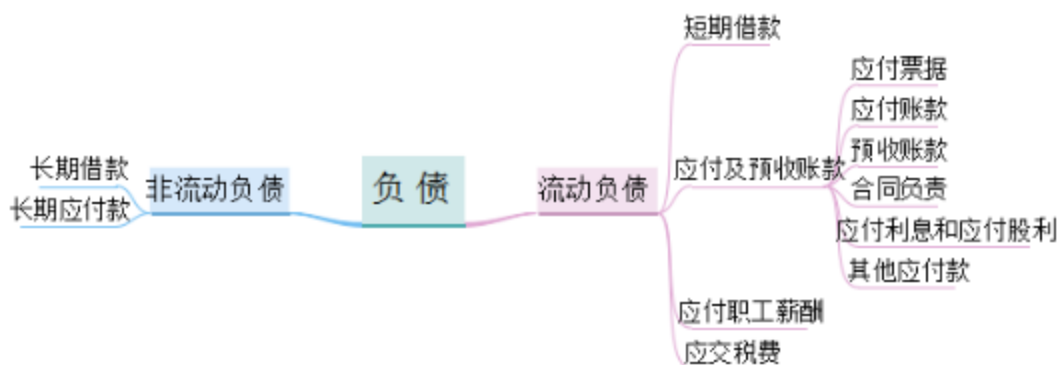 负债
非流动负债
长期借款
长期应付款
流动负债
短期借款
应付及预收账款
应付票据
应付账款
预收账款
合同负责
应付利息和应付股利
其他应付款
应付职工薪酬
应交税费